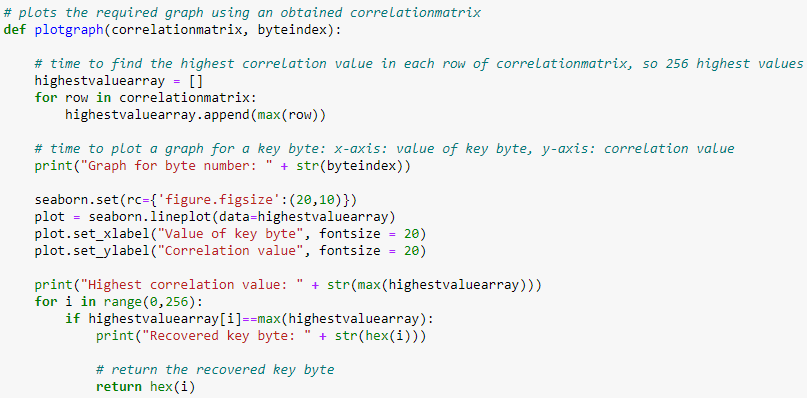 # plots the required graph using an obtained correlationmatrix
def plotgraph(correlationmatrix, byteindex):
# time to find the highest correlation value in each row of correlationmatrix, so 256 highest values
highestvaluearray = []
for row in correlationmatrix:
highestvaluearray.append(max(row))
# time to plot a graph for a key byte: x-axis: value of key byte, y-axis: correlation value
print("Graph for byte number: " + str(byteindex))
seaborn.set(rc={'figure.figsize':(20,10)})
plot = seaborn.lineplot(data=highestvaluearray)
plot.set_xlabel("Value of key byte", fontsize = 20)
plot.set_ylabel("Correlation value", fontsize = 20)
print("Highest correlation value: " + str(max(highestvaluearray)))
for i in range(0,256):
if highestvaluearray[i]==max(highestvaluearray):
print("Recovered key byte: " + str(hex(i)))
# return the recovered key byte
return hex(i)